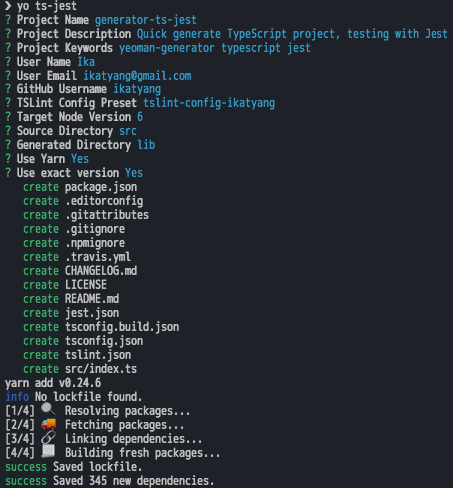 ❯ yo ts-jest
? Project Name generator-ts-jest
? Project Description Quick generate TypeScript project, testing with Jest
? Project Keywords yeoman-generator typescript jest
? User Name Ika
? User Email ikatyang@gmail.com
? GitHub Username ikatyang
? TSLint Config Preset tslint-config-ikatyang
? Target Node Version 6
? Source Directory src
? Generated Directory lib
? Use Yarn Yes
? Use exact version Yes
create package.json
create .editorconfig
create .gitattributes
create .gitignore
create .npmignore
create .travis.yml
create CHANGELOG.md
create LICENSE
create README.md
create jest.json
create tsconfig.build.json
create tsconfig.json
create tslint.json
create src/index.ts
yarn add v0.24.6
info No lockfile found.
[1/4] 🔍 Resolving packages...
[2/4] 🚚 Fetching packages...
[3/4] 🔗 Linking dependencies...
[4/4] 📃 Building fresh packages...
success Saved lockfile.
success Saved 345 new dependencies.